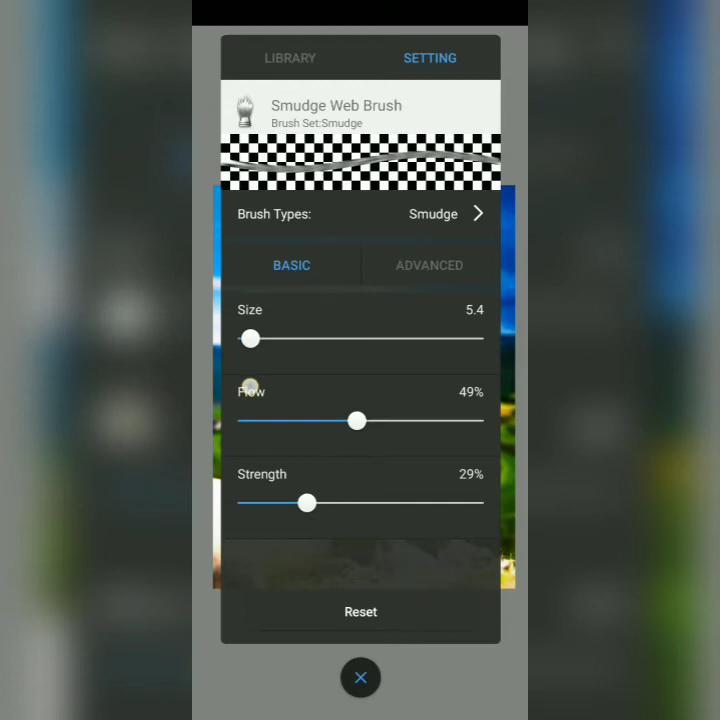 LIBRARY SETTING
Smudge Web Brush
Brush Set:Smudge
Brush Types: Smudge
BASIC ADVANCED
Size 5.4
Flow 49%
Strength 29%
Reset